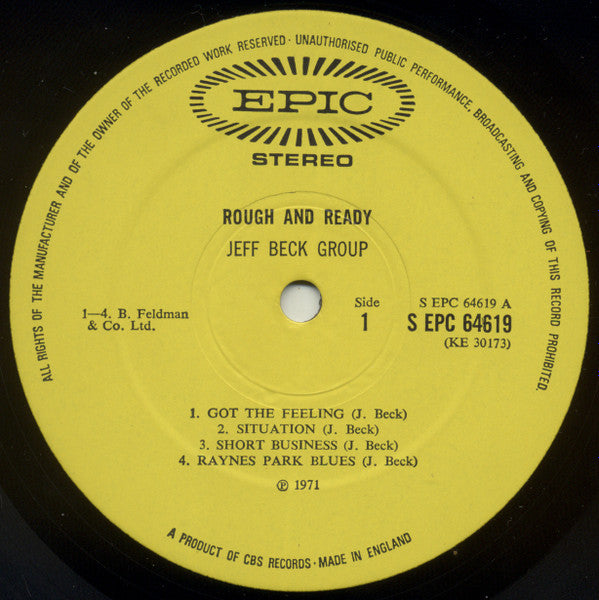 ALL RIGHTS OF THE MANUFACTURER AND OF THE OWNER OF THE RECORDED WORK RESERVED · UNAUTHORISED PUBLIC PERFORMANCE, BROADCASTING AND COPYING OF THIS RECORD PROHIBITED.
EPIC
STEREO
ROUGH AND READY
JEFF BECK GROUP
1—4. B. Feldman
& Co. Ltd.
Side
1
S EPC 64619 A
S EPC 64619
(KE 30173)
1. GOT THE FEELING (J. Beck)
2. SITUATION (J. Beck)
3. SHORT BUSINESS (J. Beck)
4. RAYNES PARK BLUES (J. Beck)
℗ 1971
A PRODUCT OF CBS RECORDS · MADE IN ENGLAND